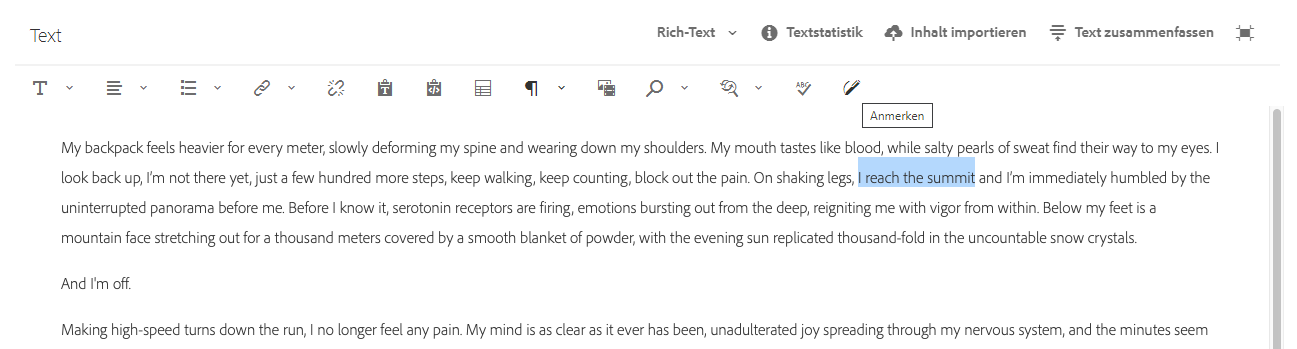 Text
Rich-Text
Textstatistik
Inhalt importieren
Text zusammenfassen
ABC
Anmerken
My backpack feels heavier for every meter, slowly deforming my spine and wearing down my shoulders. My mouth tastes like blood, while salty pearls of sweat find their way to my eyes. I
look back up, I'm not there yet, just a few hundred more steps, keep walking, keep counting, block out the pain. On shaking legs, I reach the summit and I'm immediately humbled by the
uninterrupted panorama before me. Before I know it, serotonin receptors are firing, emotions bursting out from the deep, reigniting me with vigor from within. Below my feet is a
mountain face stretching out for a thousand meters covered by a smooth blanket of powder, with the evening sun replicated thousand-fold in the uncountable snow crystals.
And I'm off.
Making high-speed turns down the run, I no longer feel any pain. My mind is as clear as it ever has been, unadulterated joy spreading through my nervous system, and the minutes seem